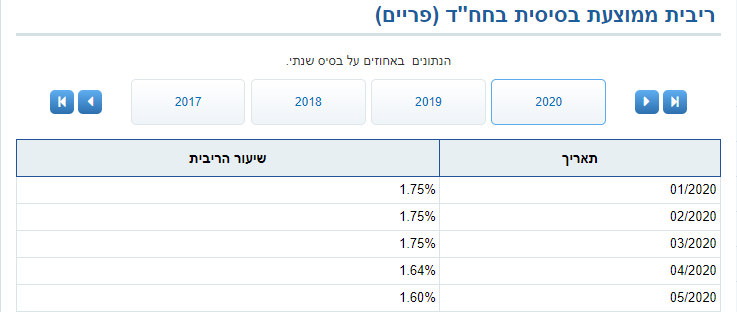 ריבית ממוצעת בסיסית בחח"ד (פריים)
הנתונים באחוזים על בסיס שנתי.
2020 2019 2018 2017
תאריך שיעור הריבית
01/2020 1.75%
02/2020 1.75%
03/2020 1.75%
04/2020 1.64%
05/2020 1.60%